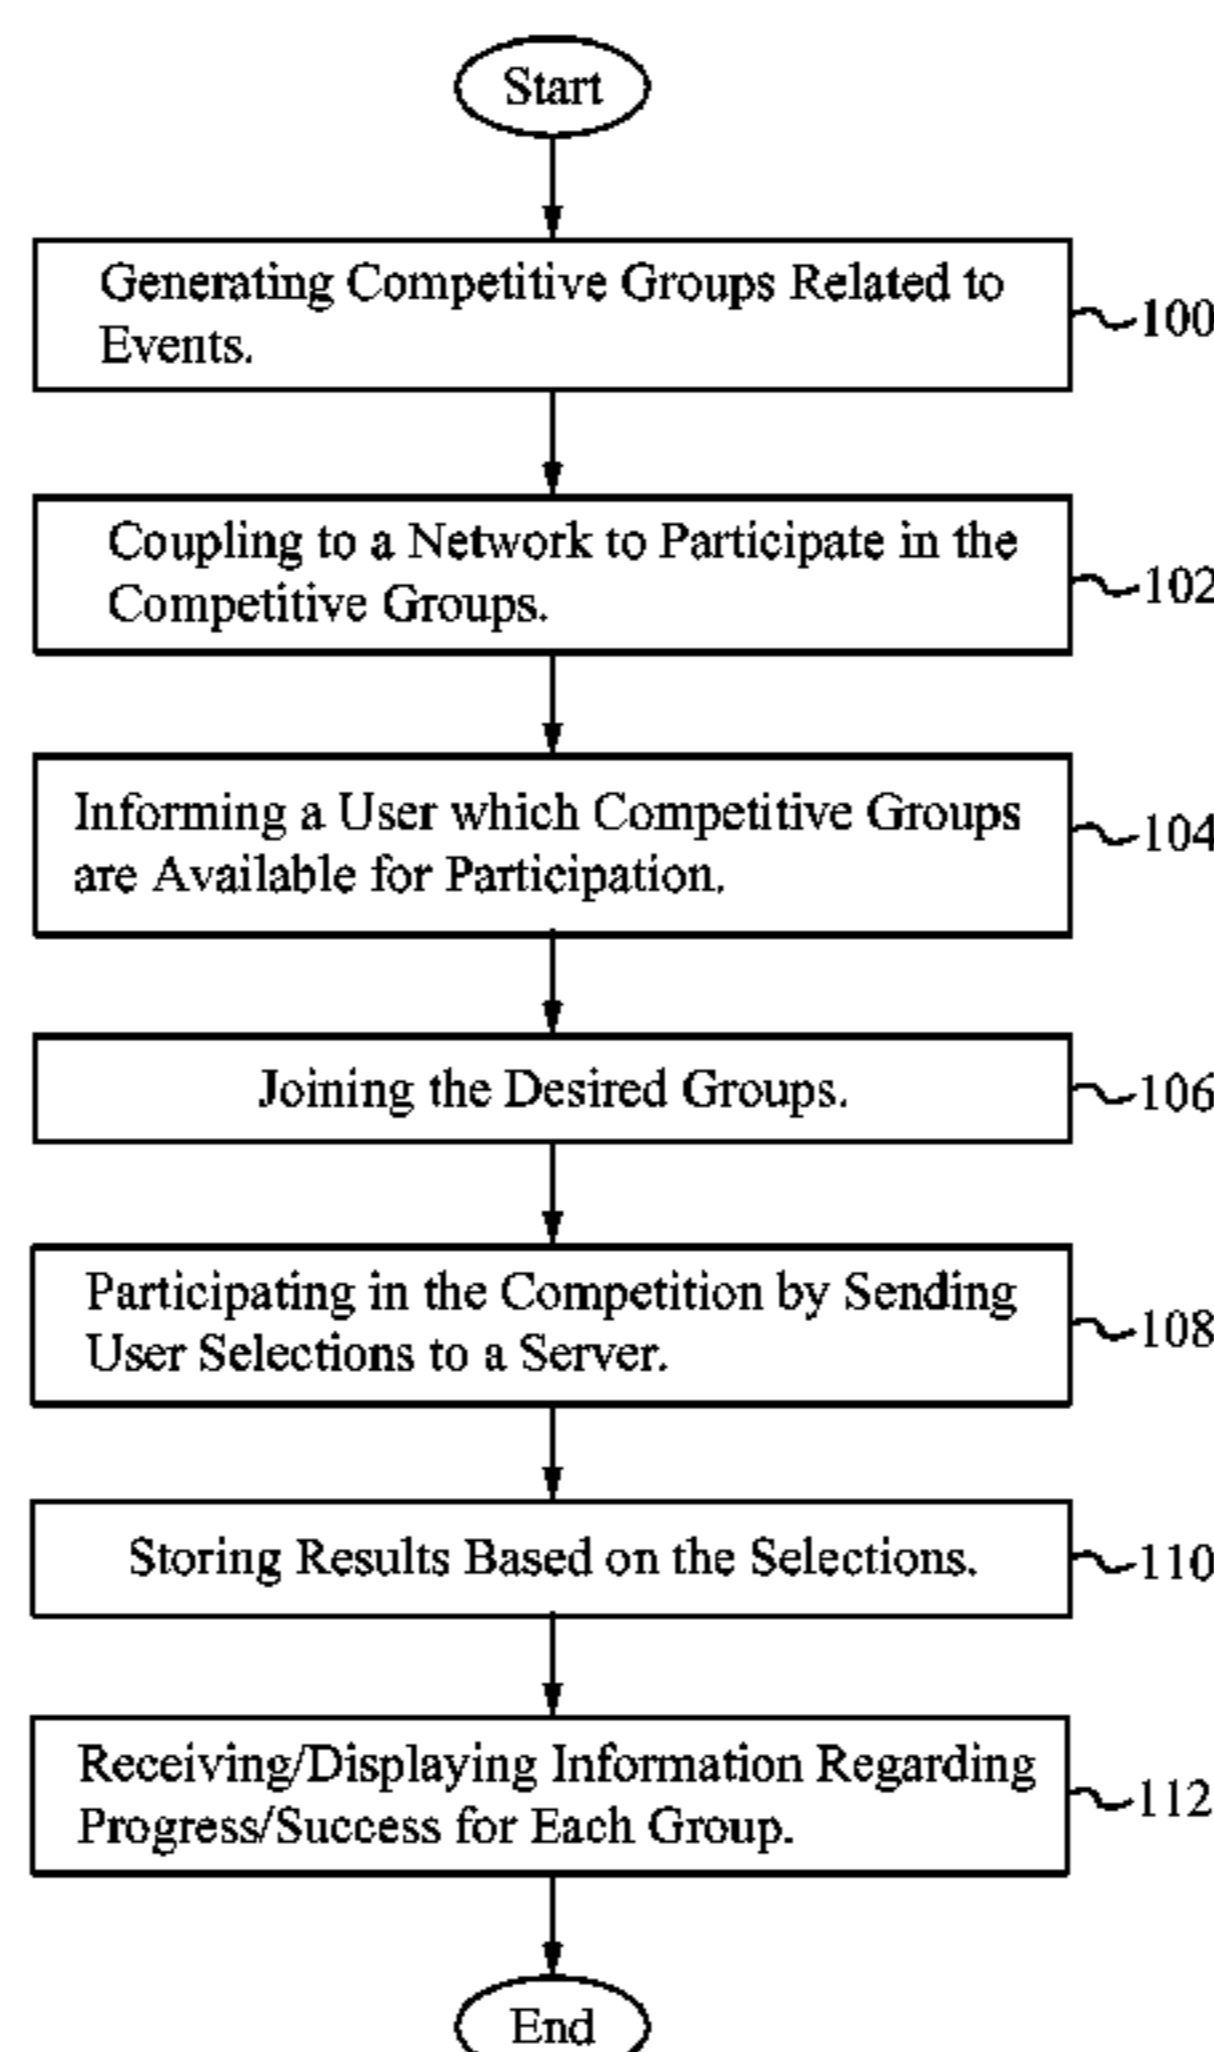 Start
Generating Competitive Groups Related to
Events.
100
Coupling to a Network to Participate in the
Competitive Groups.
102
Informing a User which Competitive Groups
are Available for Participation.
104
Joining the Desired Groups.
106
Participating in the Competition by Sending
User Selections to a Server.
108
Storing Results Based on the Selections.
110
Receiving/Displaying Information Regarding
Progress/Success for Each Group.
112
End